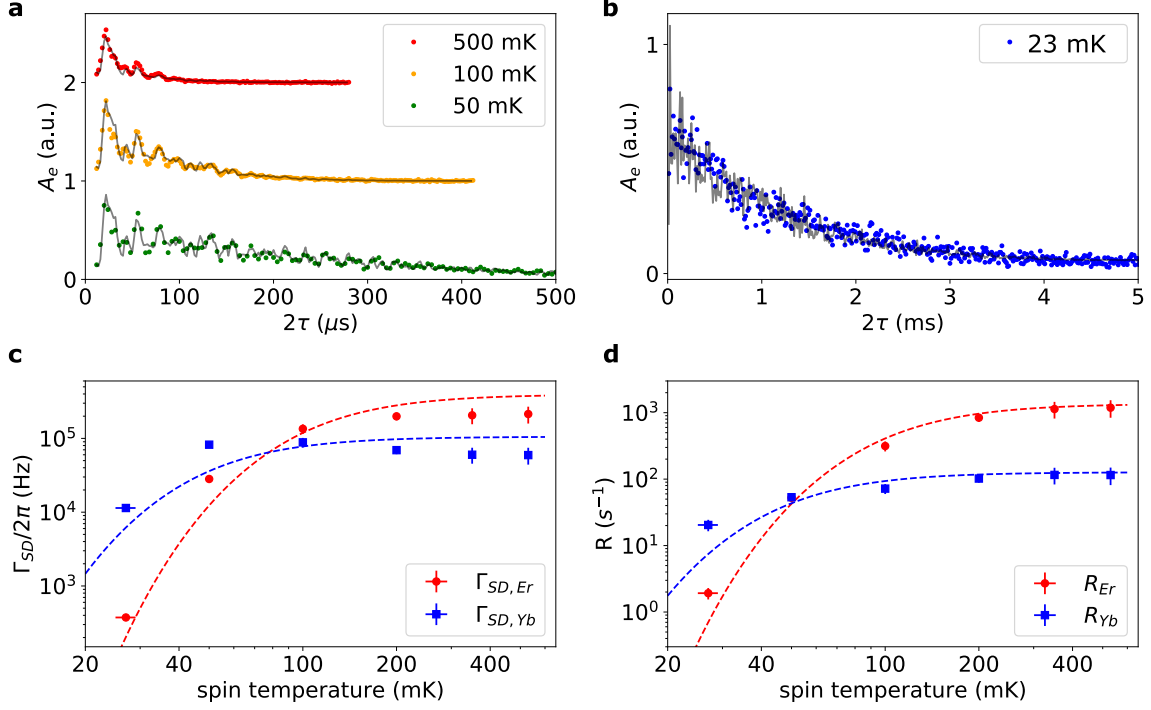 a
A_e (a.u.)
2
1
0
500 mK
100 mK
50 mK
0 100 200 300 400 500
2τ (μs)
b
A_e (a.u.)
1
0
23 mK
0 1 2 3 4 5
2τ (ms)
c
Γ_SD/2π (Hz)
10^5
10^4
10^3
Γ_SD,Er
Γ_SD,Yb
20 40 100 200 400
spin temperature (mK)
d
R (s^−1)
10^3
10^2
10^1
10^0
R_Er
R_Yb
20 40 100 200 400
spin temperature (mK)